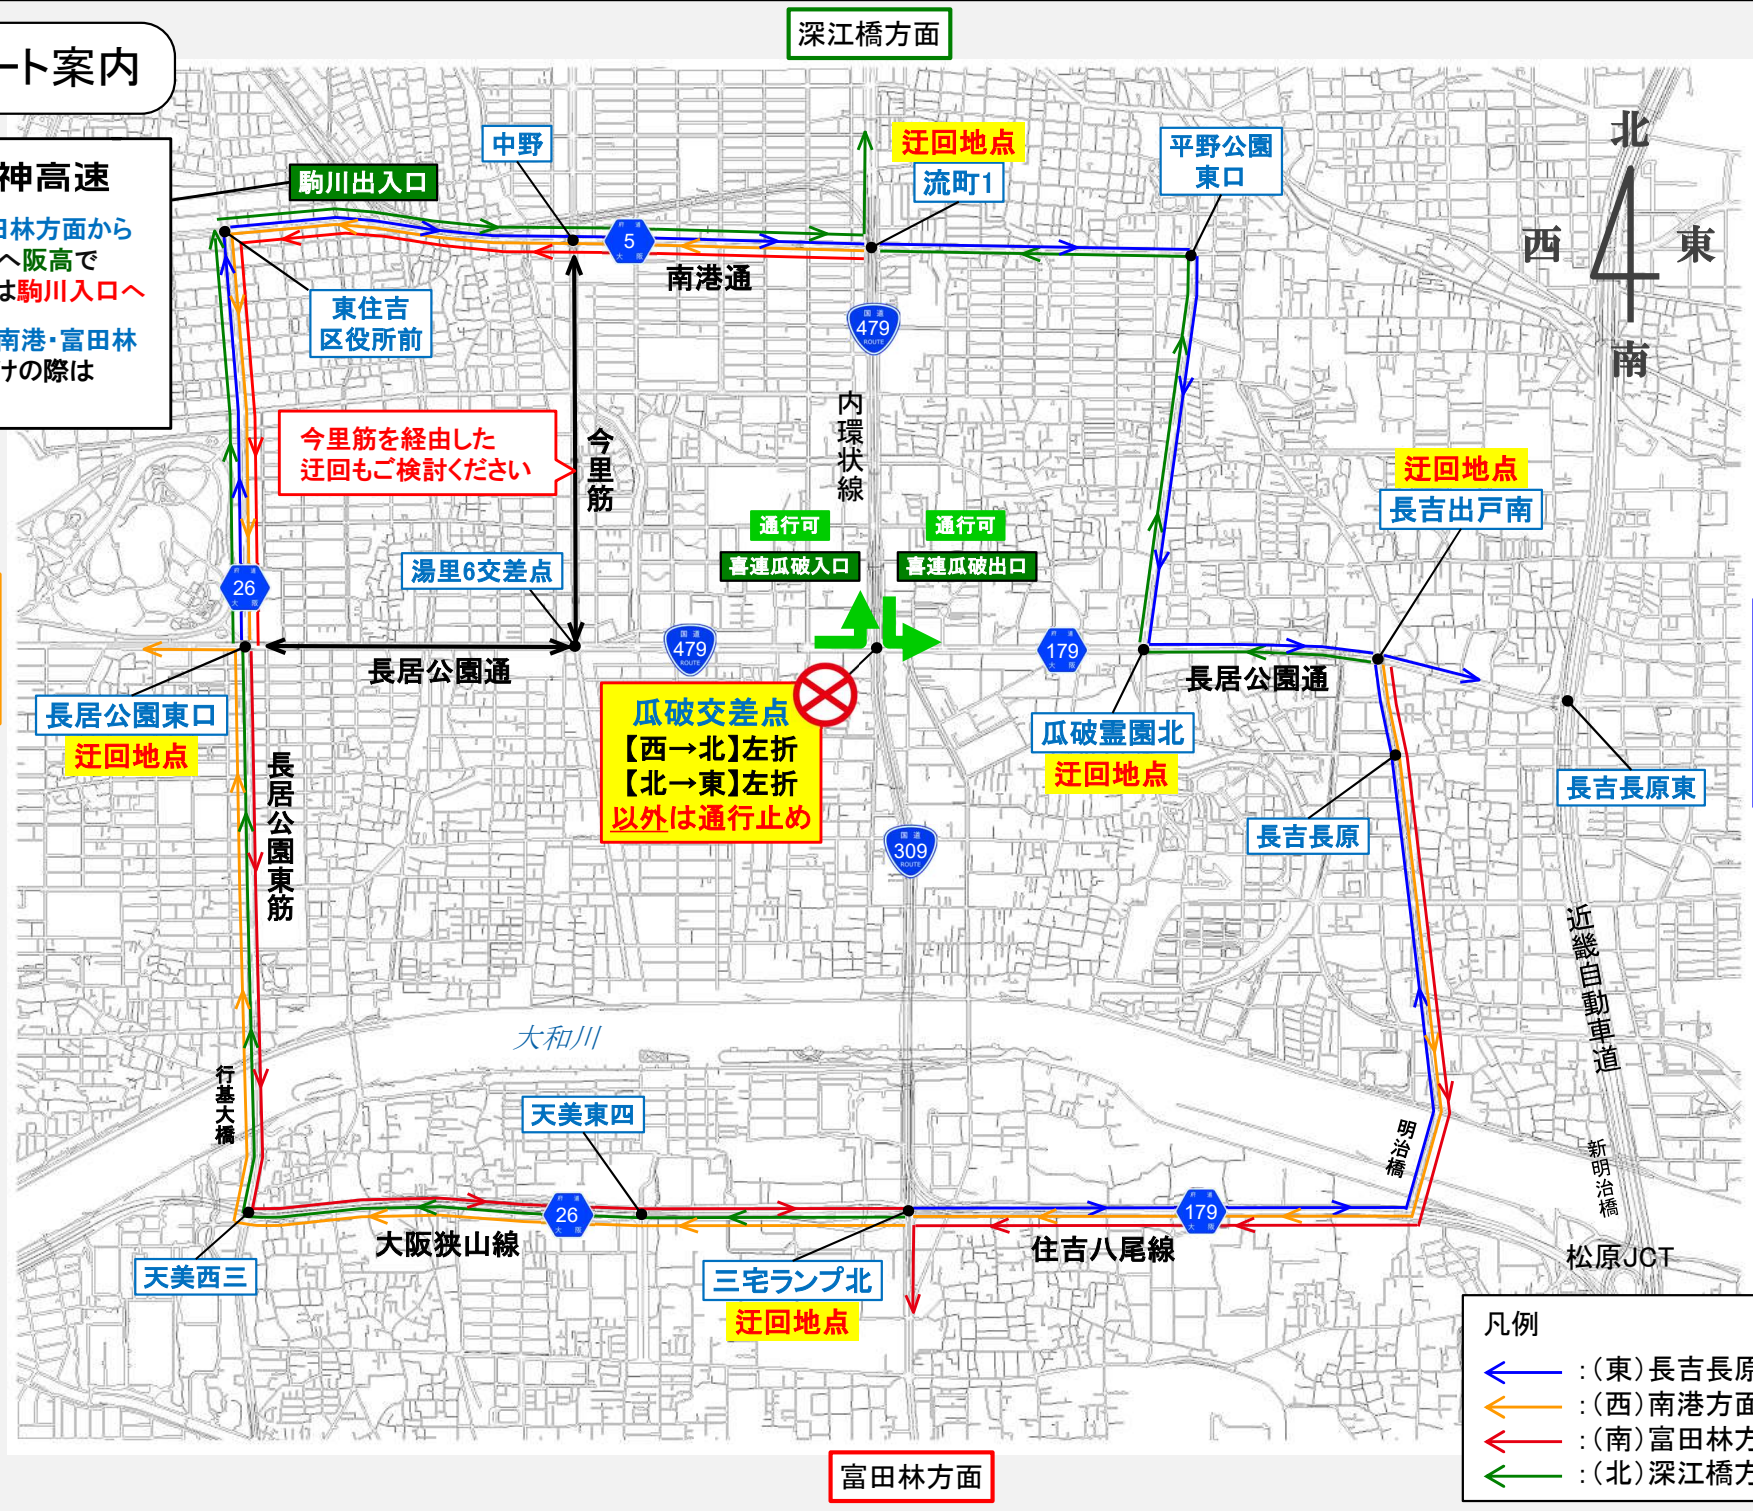 深江橋方面
ート案内
神高速
田林方面から
へ阪高で
は駒川入口へ
南港・富田林
けの際は
駒川出入口
中野
迂回地点
流町1
平野公園
東口
北
西
東
南
5
南港通
東住吉
区役所前
国道
479
ROUTE
内環状線
今里筋を経由した
迂回もご検討ください
今里筋
迂回地点
長吉出戸南
通行可
通行可
喜連瓜破入口
喜連瓜破出口
湯里6交差点
26
国道
479
ROUTE
179
長居公園通
長居公園通
長居公園東口
迂回地点
瓜破交差点
【西→北】左折
【北→東】左折
以外は通行止め
瓜破霊園北
迂回地点
長吉長原東
長吉長原
長居公園東筋
国道
309
ROUTE
近畿自動車道
大和川
行基大橋
天美東四
明治橋
新明治橋
26
179
大阪狭山線
住吉八尾線
松原JCT
天美西三
三宅ランプ北
迂回地点
凡例
：（東）長吉長原
：（西）南港方面
：（南）富田林方
：（北）深江橋方
富田林方面